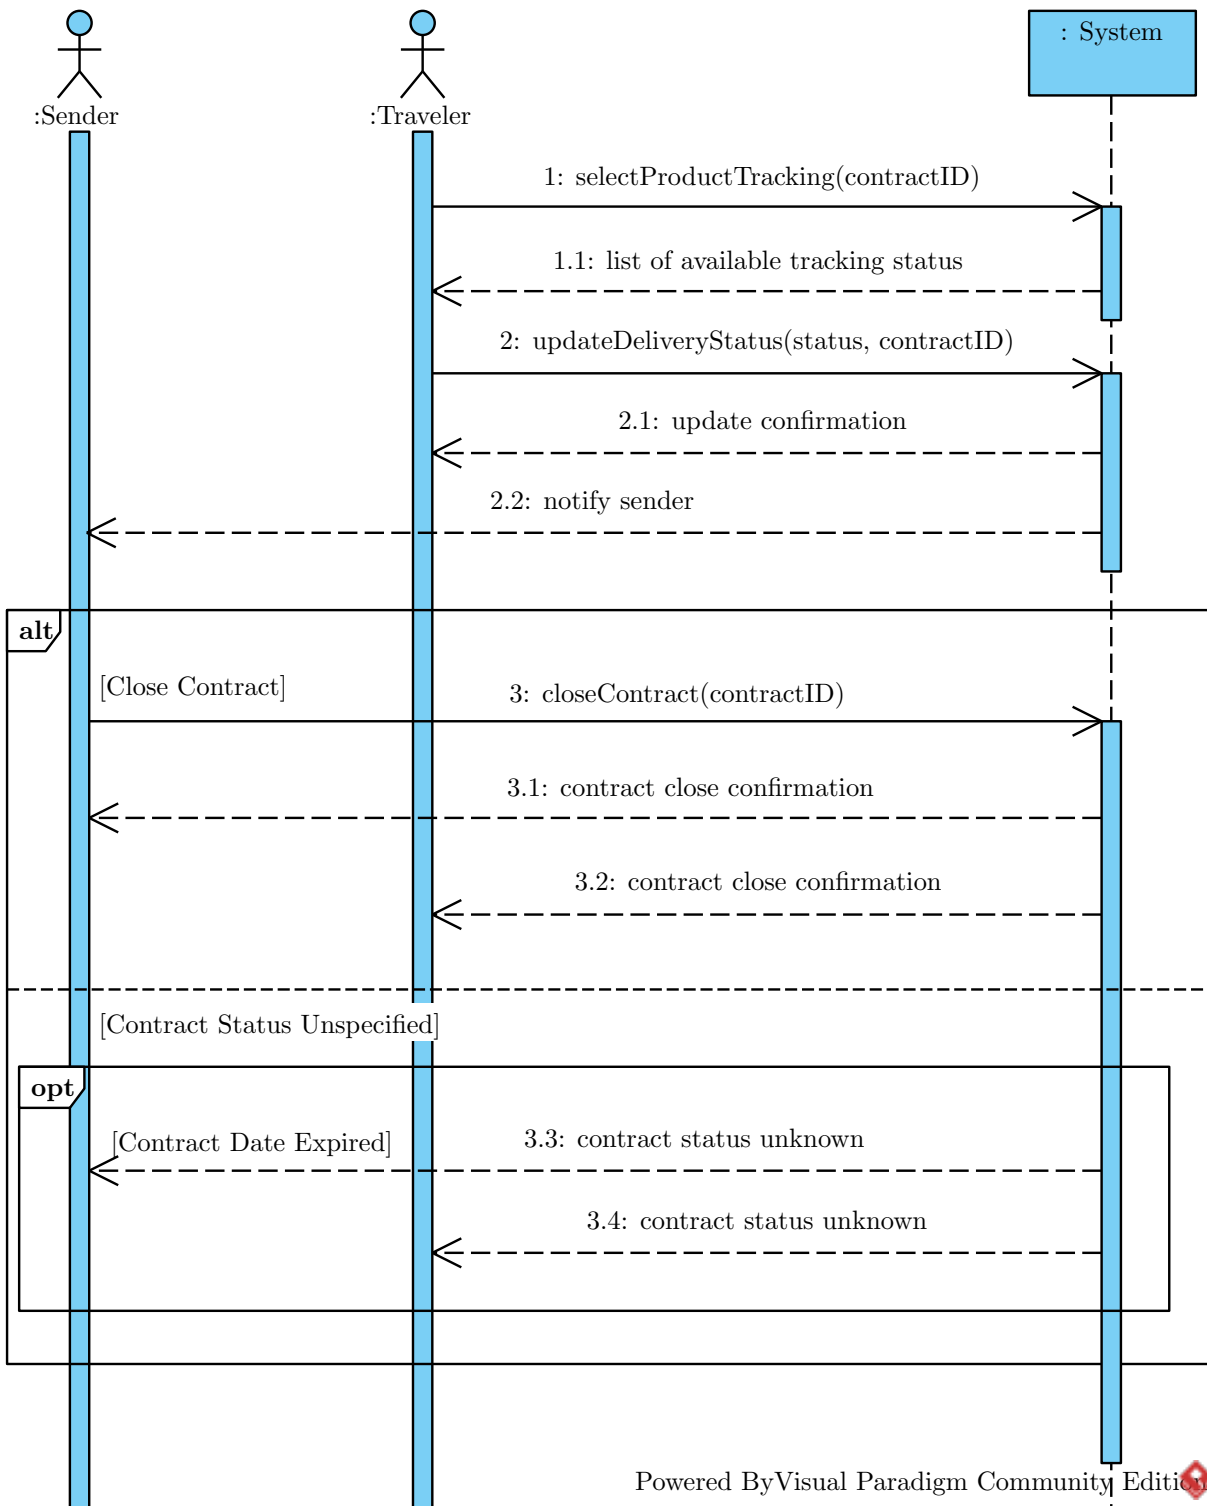 : System
:Sender
:Traveler
1: selectProductTracking(contractID)
1.1: list of available tracking status
2: updateDeliveryStatus(status, contractID)
2.1: update confirmation
2.2: notify sender
alt
[Close Contract]
3: closeContract(contractID)
3.1: contract close confirmation
3.2: contract close confirmation
[Contract Status Unspecified]
opt
[Contract Date Expired]
3.3: contract status unknown
3.4: contract status unknown
Powered ByVisual Paradigm Community Edition